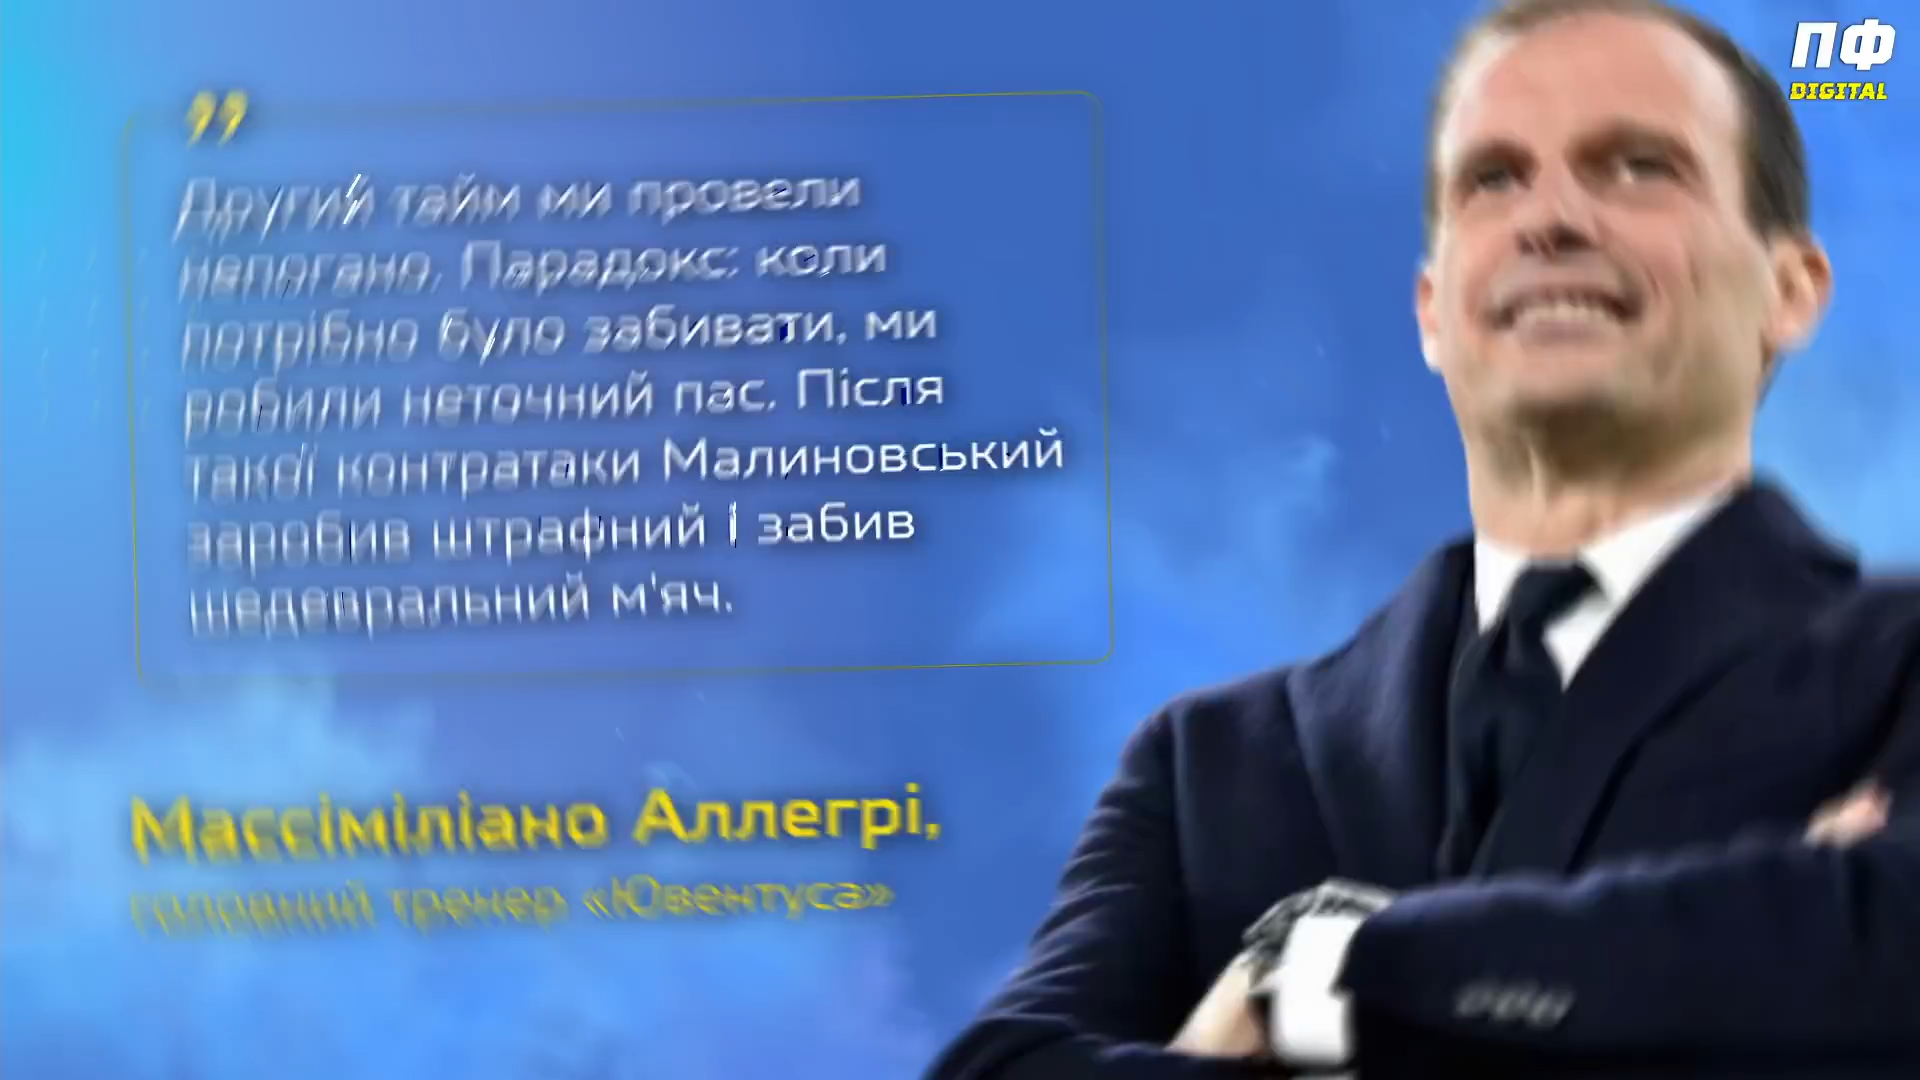 ПФ
DIGITAL
Другий тайм ми провели
непогано. Парадокс: коли
потрібно було забивати, ми
робили неточний пас. Після
такої контратаки Малиновський
заробив штрафний і забив
шедевральний м'яч.
Массіміліано Аллегрі,
головний тренер «Ювентуса»